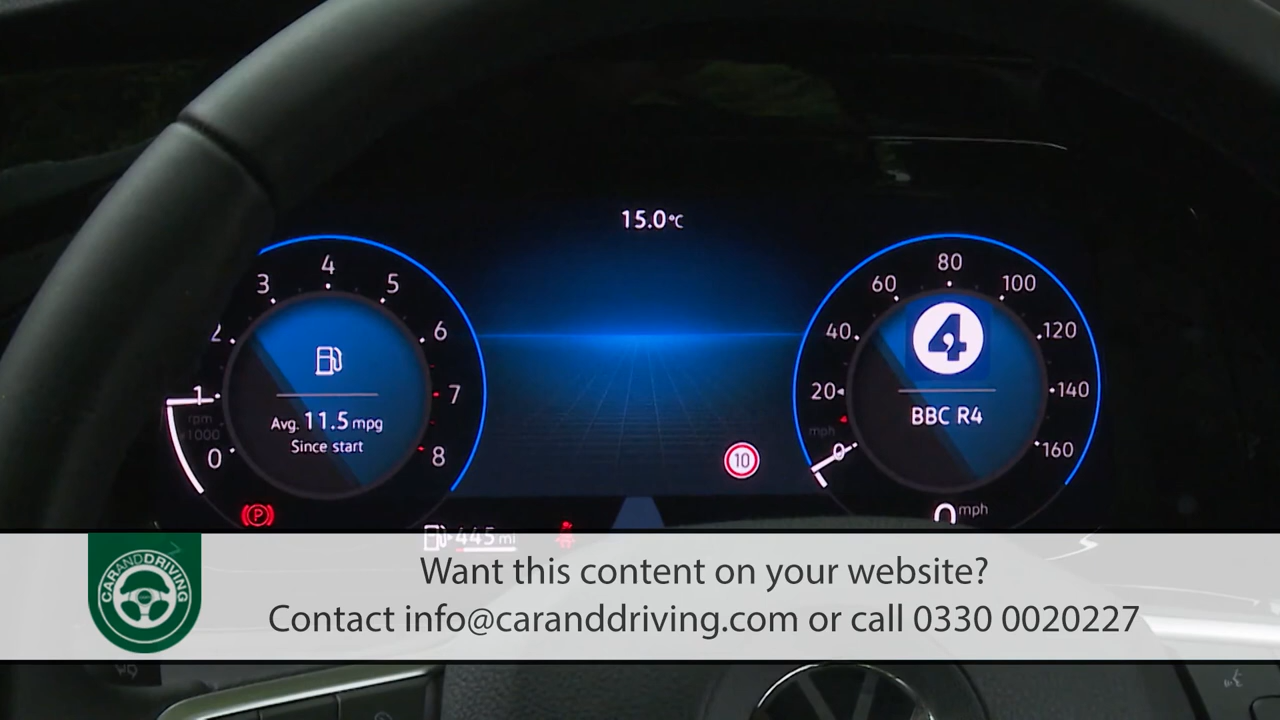 15.0°C
0
1
2
3
4
5
6
7
8
rpm
x1000
Avg. 11.5 mpg
Since start
0
20
40
60
80
100
120
140
160
mph
4
BBC R4
10
0 mph
(P)
445 mi
CARANDDRIVING
Want this content on your website?
Contact info@caranddriving.com or call 0330 0020227